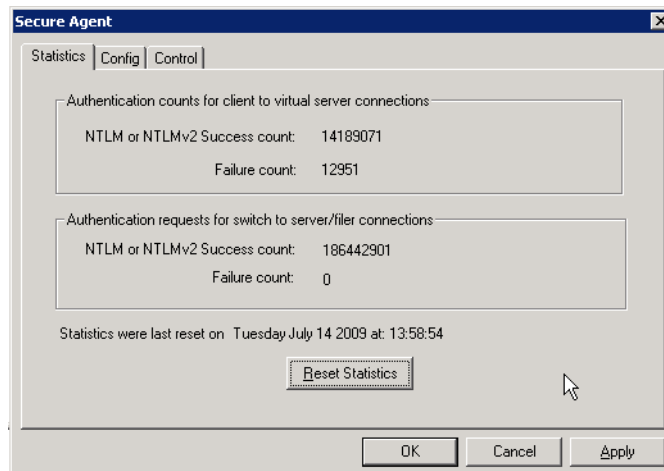 Secure Agent
Statistics Config Control
Authentication counts for client to virtual server connections
NTLM or NTLMv2 Success count: 14189071
Failure count: 12951
Authentication requests for switch to server/filer connections
NTLM or NTLMv2 Success count: 186442901
Failure count: 0
Statistics were last reset on Tuesday July 14 2009 at: 13:58:54
Reset Statistics
OK Cancel Apply